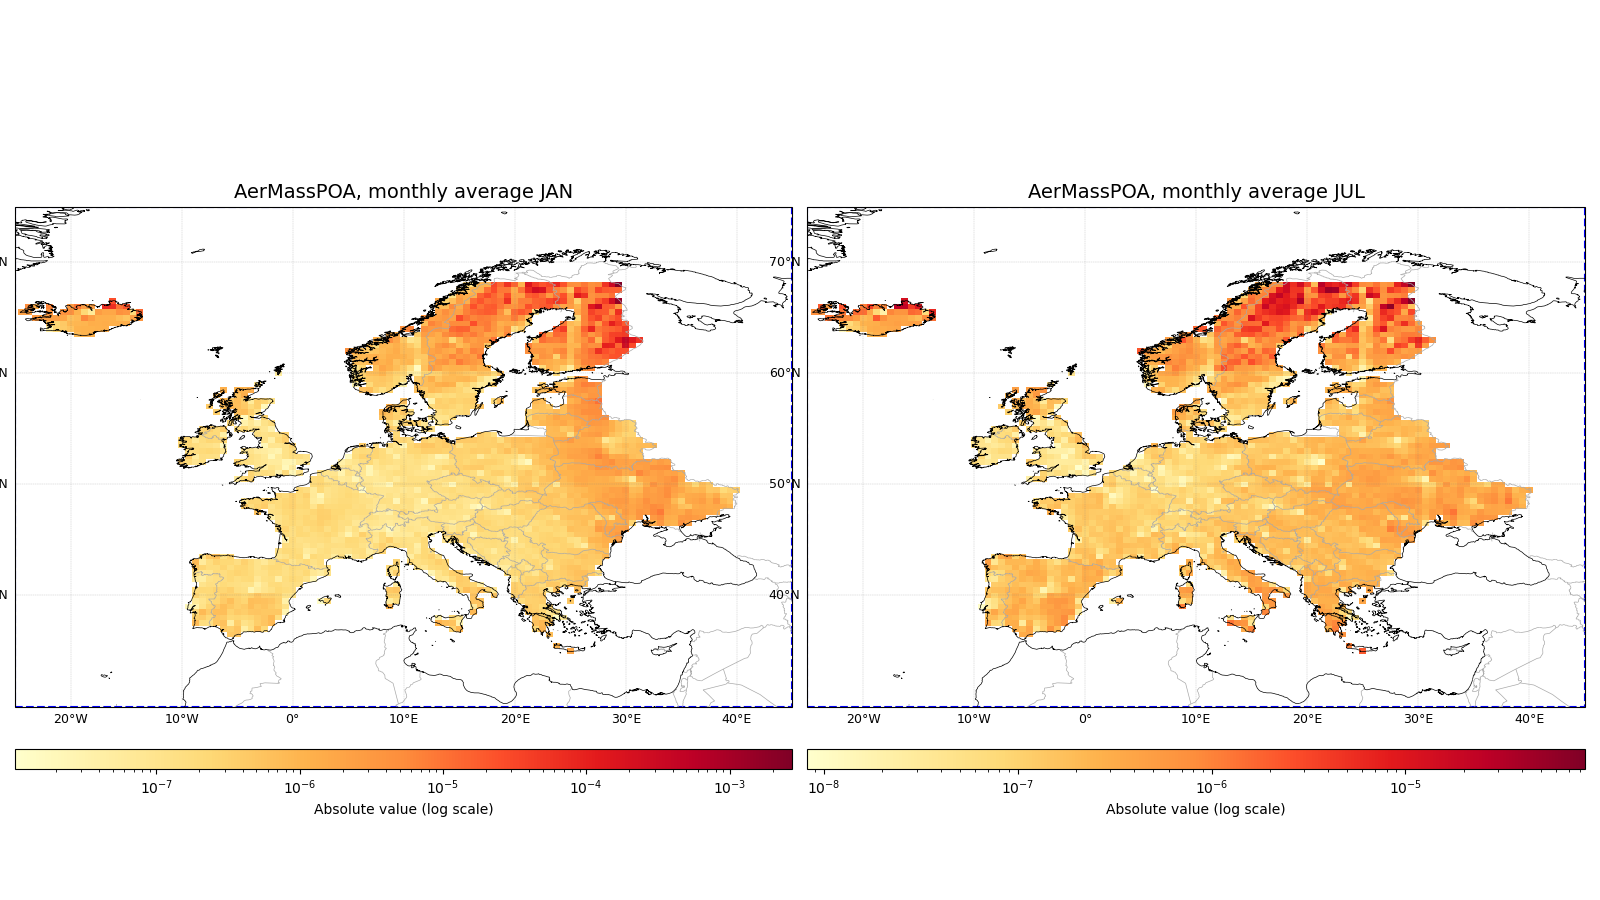 AerMassPOA, monthly average JAN
AerMassPOA, monthly average JUL
N 70°N
N 60°N
N 50°N
N 40°N
20°W 10°W 0° 10°E 20°E 30°E 40°E
20°W 10°W 0° 10°E 20°E 30°E 40°E
10⁻⁷ 10⁻⁶ 10⁻⁵ 10⁻⁴ 10⁻³
10⁻⁸ 10⁻⁷ 10⁻⁶ 10⁻⁵
Absolute value (log scale)
Absolute value (log scale)